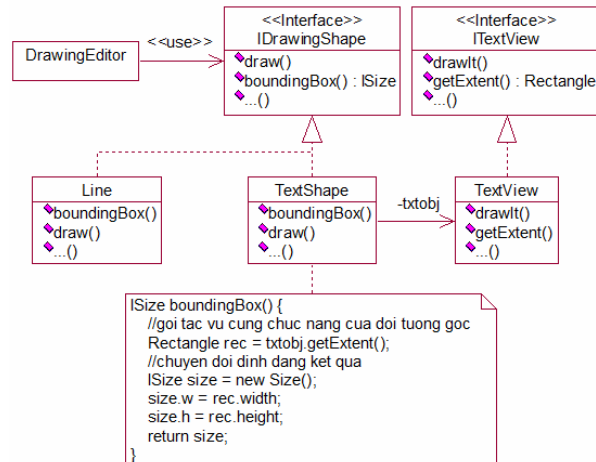 <<Interface>>
IDrawingShape
draw()
boundingBox() : ISize
...()
<<Interface>>
ITextView
drawIt()
getExtent() : Rectangle
...()
DrawingEditor
<<use>>
Line
boundingBox()
draw()
...()
TextShape
boundingBox()
draw()
...()
-txtobj
TextView
drawIt()
getExtent()
...()
ISize boundingBox() {
//goi tac vu cung chuc nang cua doi tuong goc
Rectangle rec = txtobj.getExtent();
//chuyen doi dinh dang ket qua
ISize size = new Size();
size.w = rec.width;
size.h = rec.height;
return size;
}